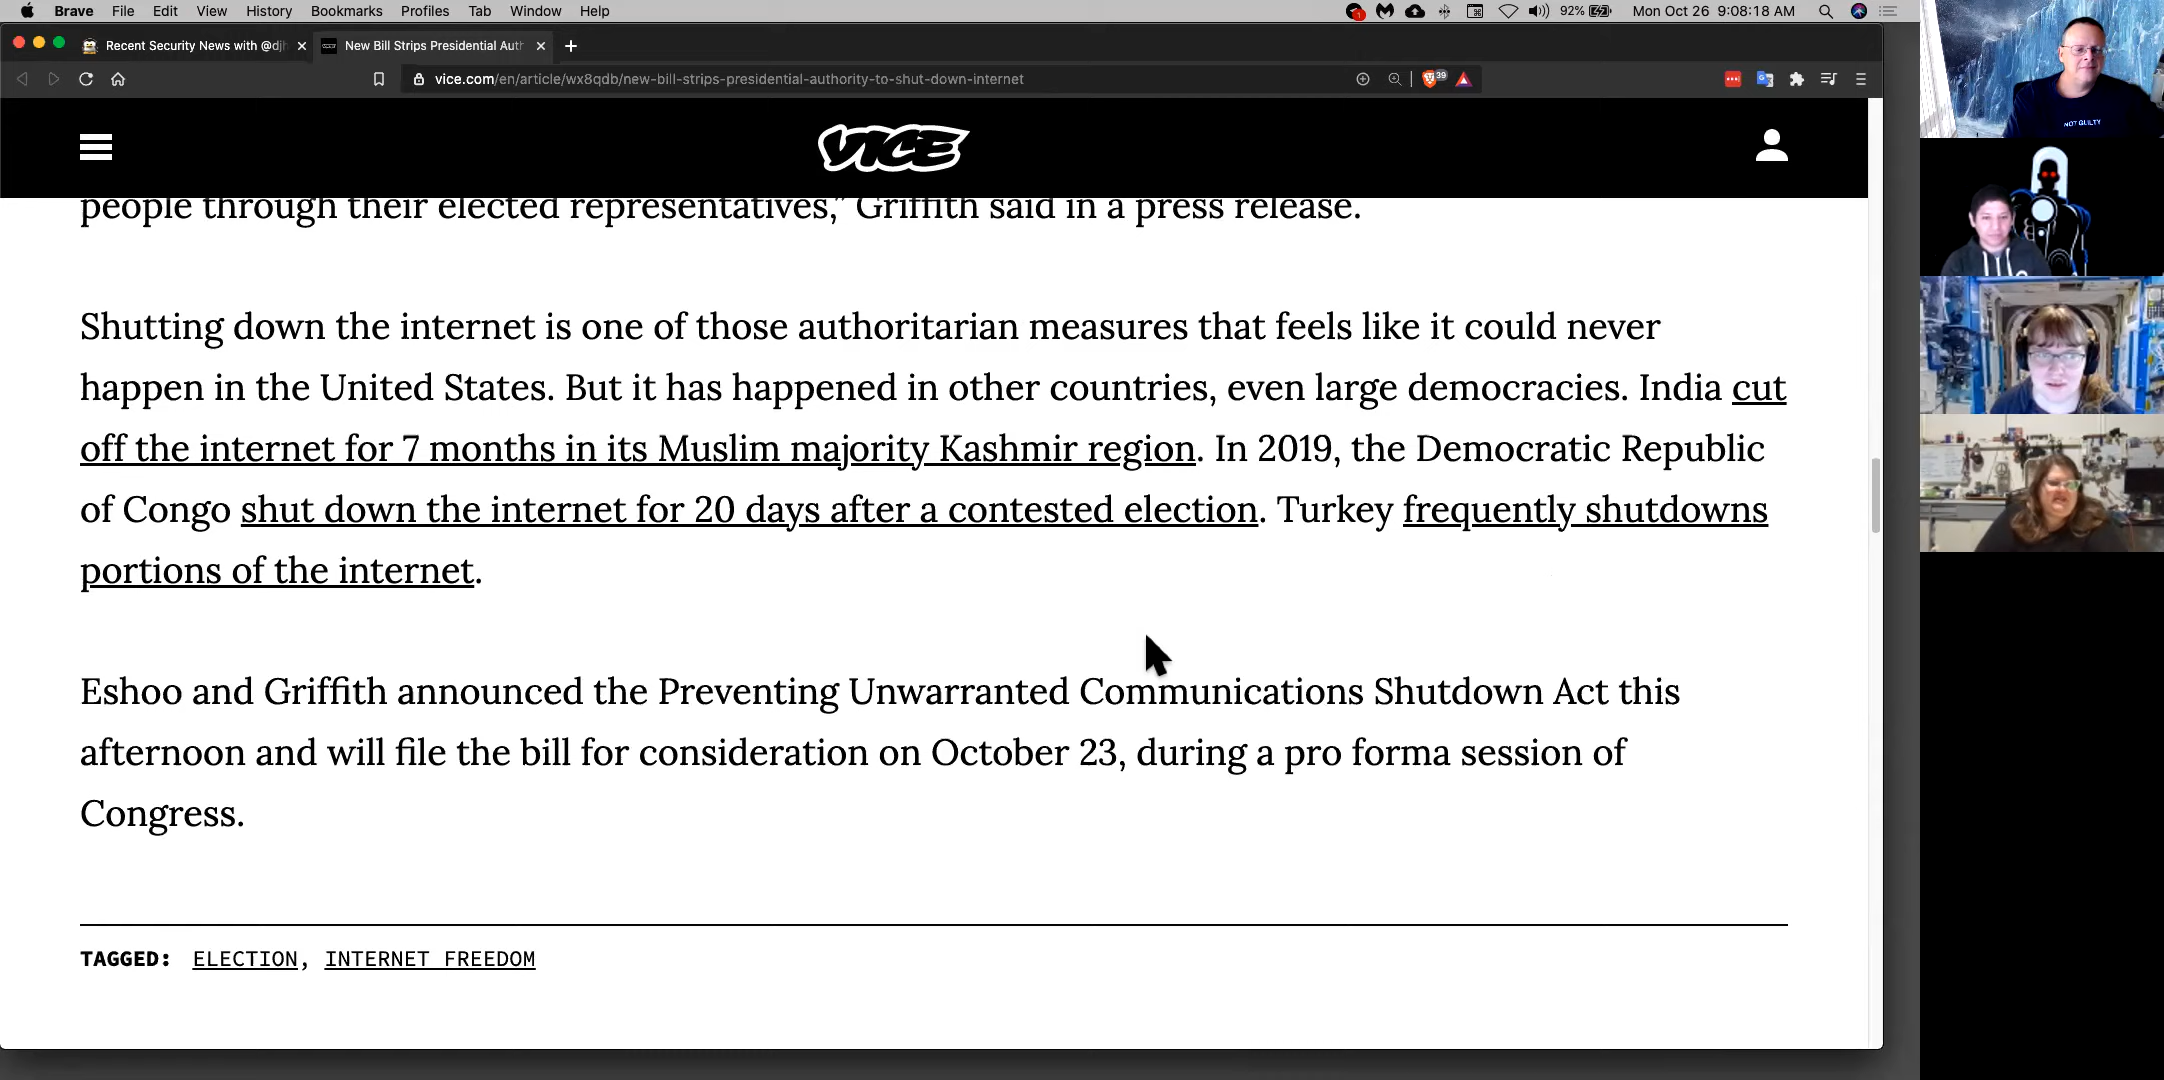 Brave File Edit View History Bookmarks Profiles Tab Window Help 92% Mon Oct 26 9:08:18 AM
Recent Security News with @djh New Bill Strips Presidential Auth
vice.com/en/article/wx8qdb/new-bill-strips-presidential-authority-to-shut-down-internet 39
VICE
people through their elected representatives,” Griffith said in a press release.
Shutting down the internet is one of those authoritarian measures that feels like it could never
happen in the United States. But it has happened in other countries, even large democracies. India cut
off the internet for 7 months in its Muslim majority Kashmir region. In 2019, the Democratic Republic
of Congo shut down the internet for 20 days after a contested election. Turkey frequently shutdowns
portions of the internet.
Eshoo and Griffith announced the Preventing Unwarranted Communications Shutdown Act this
afternoon and will file the bill for consideration on October 23, during a pro forma session of
Congress.
TAGGED: ELECTION, INTERNET FREEDOM
NOT GUILTY